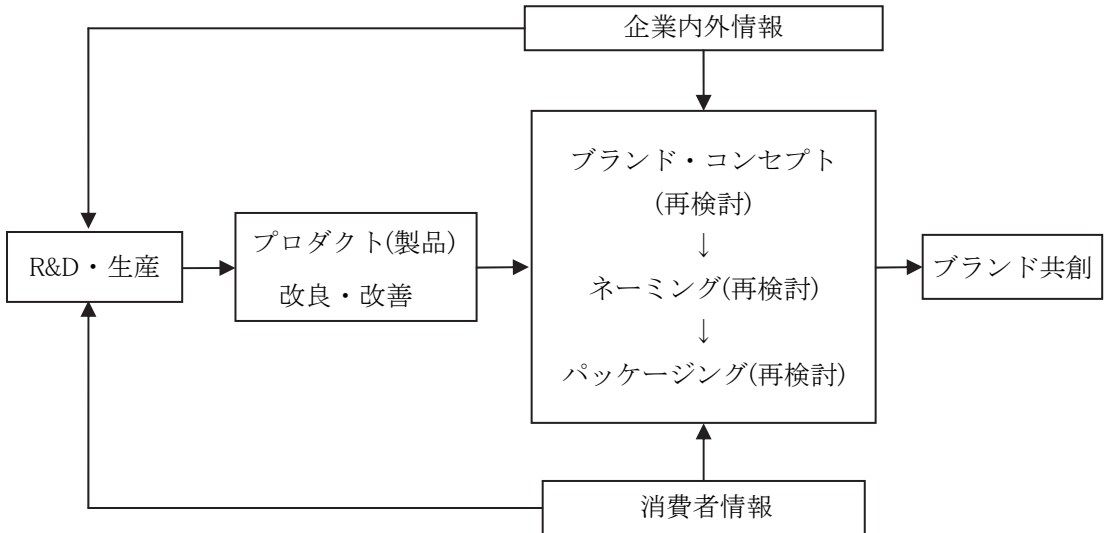 企業内外情報
ブランド・コンセプト
(再検討)
↓
ネーミング(再検討)
↓
パッケージング(再検討)
R&D・生産
プロダクト(製品)
改良・改善
ブランド共創
消費者情報